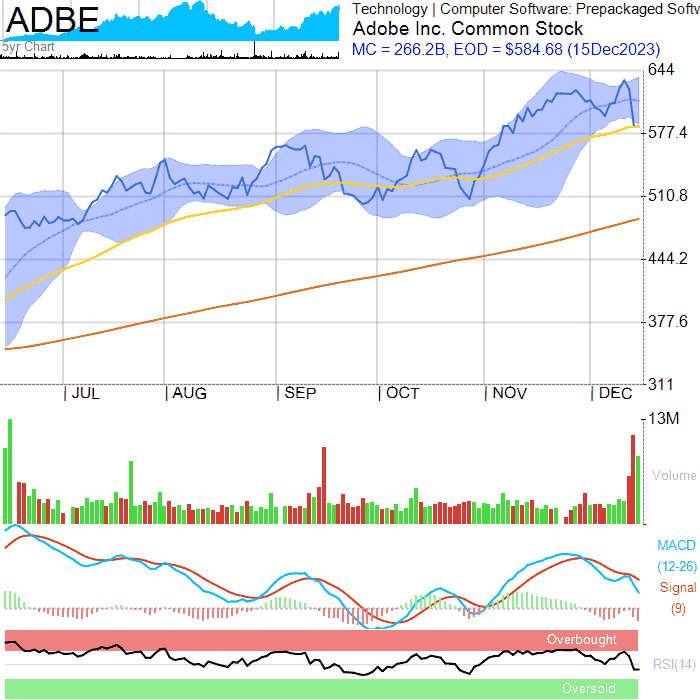 ADBE
5yr Chart
Technology | Computer Software: Prepackaged Softw
Adobe Inc. Common Stock
MC = 266.2B, EOD = $584.68 (15Dec2023)
644
577.4
510.8
444.2
377.6
311
| JUL | AUG | SEP | OCT | NOV | DEC
13M
Volume
MACD
(12-26)
Signal
(9)
Overbought
RSI(14)
Oversold